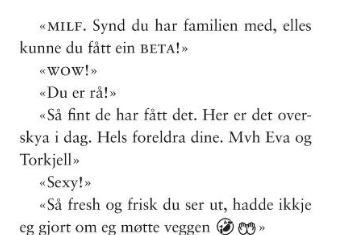 «MILF. Synd du har familien med, elles
kunne du fått ein BETA!»
«WOW!»
«Du er rå!»
«Så fint de har fått det. Her er det over-
skya i dag. Hels foreldra dine. Mvh Eva og
Torkjell»
«Sexy!»
«Så fresh og frisk du ser ut, hadde ikkje
eg gjort om eg møtte veggen 🤣 👐»